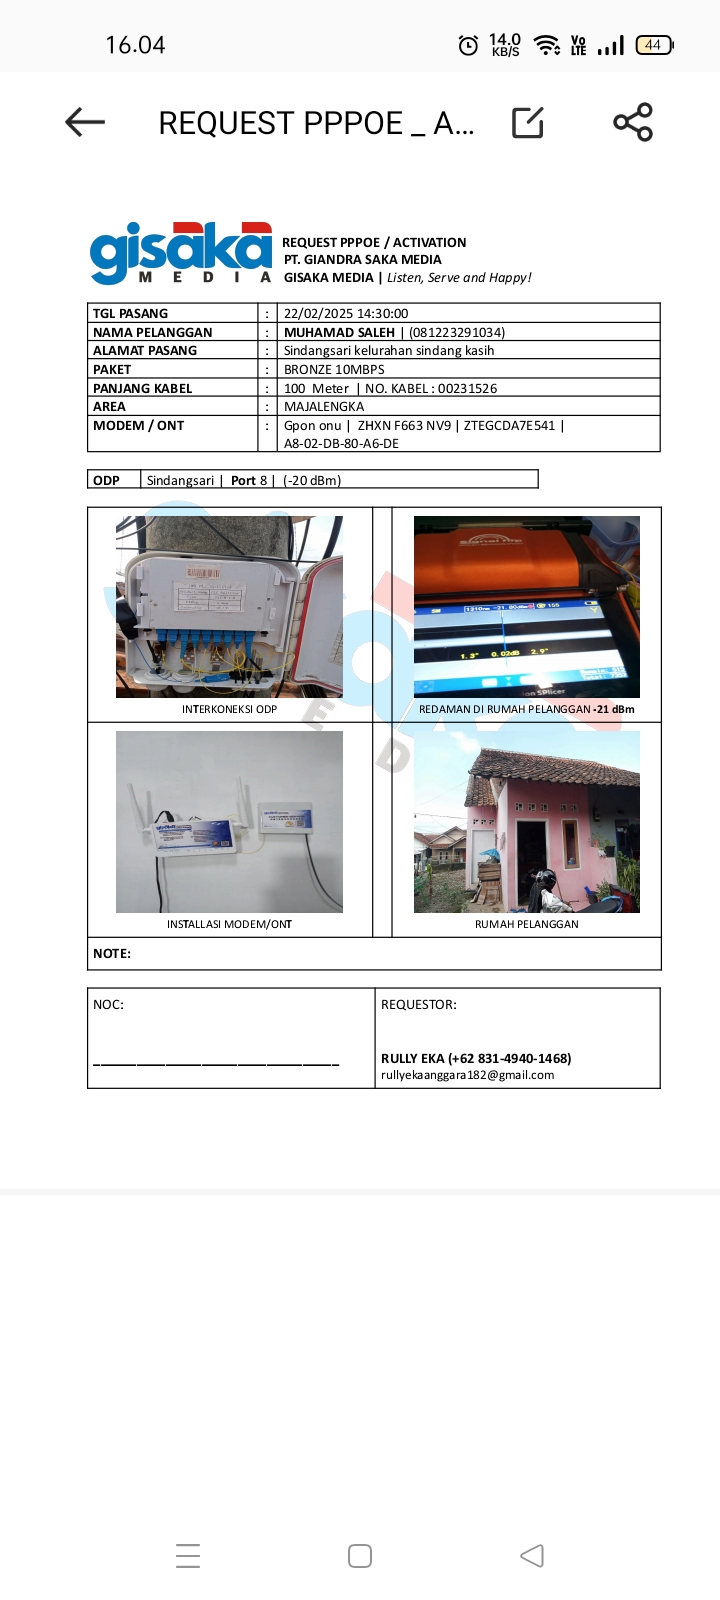 16.04
14.0
KB/S
Vo
LTE
44
REQUEST PPPOE _ A...
gisaka
MEDIA
REQUEST PPPOE / ACTIVATION
PT. GIANDRA SAKA MEDIA
GISAKA MEDIA | Listen, Serve and Happy!
TGL PASANG : 22/02/2025 14:30:00
NAMA PELANGGAN : MUHAMAD SALEH | (081223291034)
ALAMAT PASANG : Sindangsari kelurahan sindang kasih
PAKET : BRONZE 10MBPS
PANJANG KABEL : 100 Meter | NO. KABEL : 00231526
AREA : MAJALENGKA
MODEM / ONT : Gpon onu | ZHXN F663 NV9 | ZTEGCDA7E541 |
A8-02-DB-80-A6-DE
ODP Sindangsari | Port 8 | (-20 dBm)
1.3° 0.02dB 2.9°
INTERKONEKSI ODP
REDAMAN DI RUMAH PELANGGAN -21 dBm
INSTALLASI MODEM/ONT
RUMAH PELANGGAN
NOTE:
NOC:
REQUESTOR:
RULLY EKA (+62 831-4940-1468)
rullyekaanggara182@gmail.com